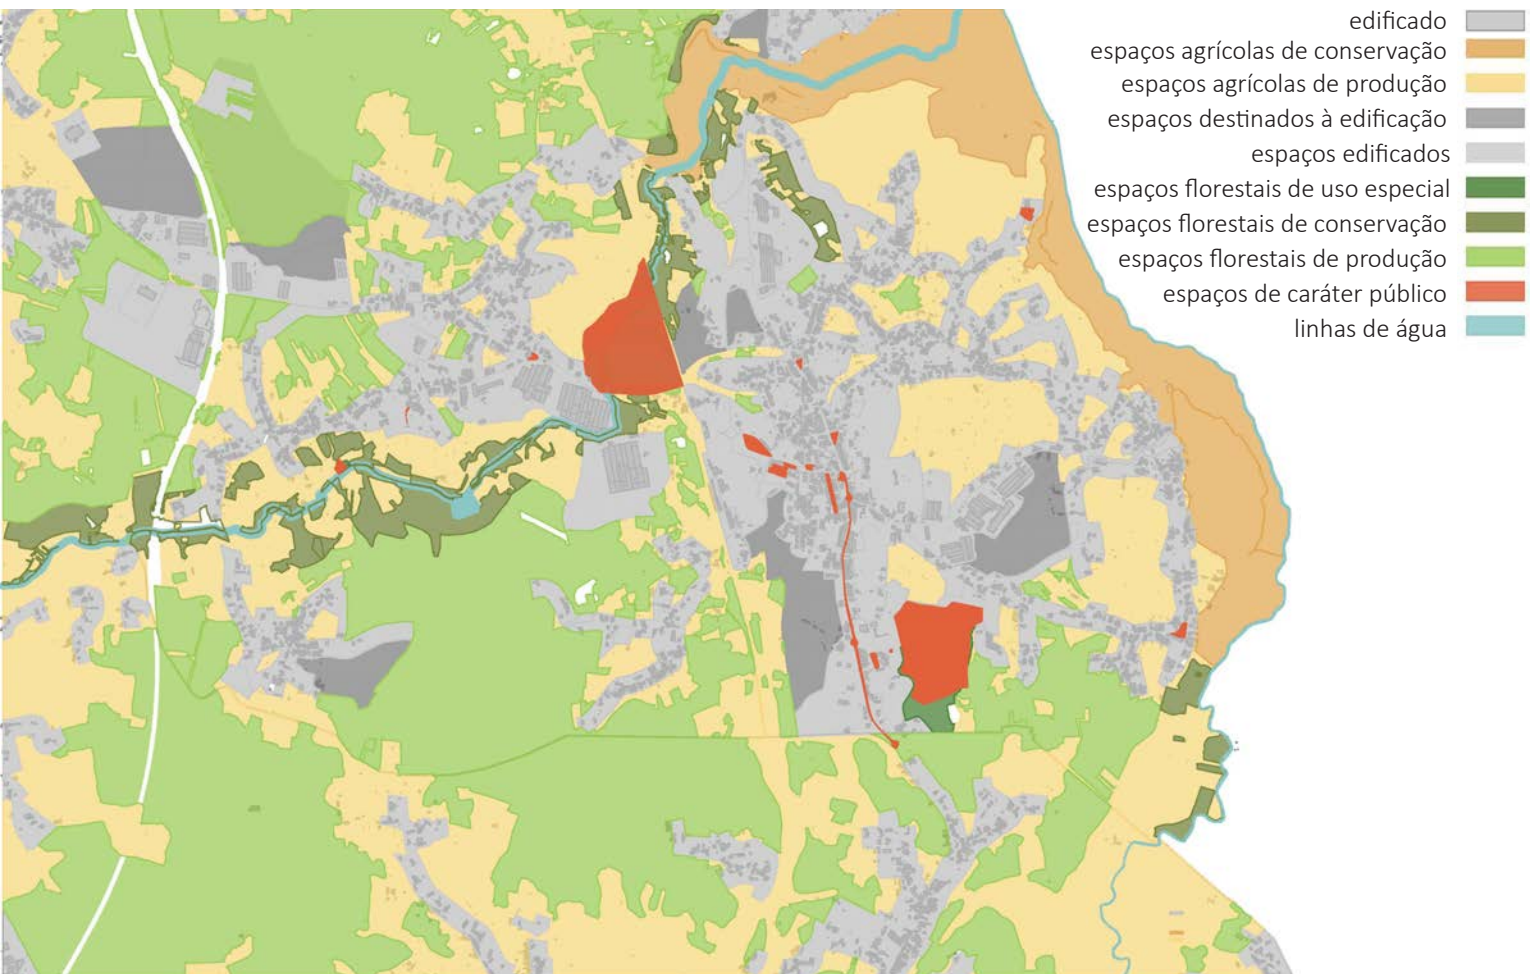 edificado
espaços agrícolas de conservação
espaços agrícolas de produção
espaços destinados à edificação
espaços edificados
espaços florestais de uso especial
espaços florestais de conservação
espaços florestais de produção
espaços de caráter público
linhas de água